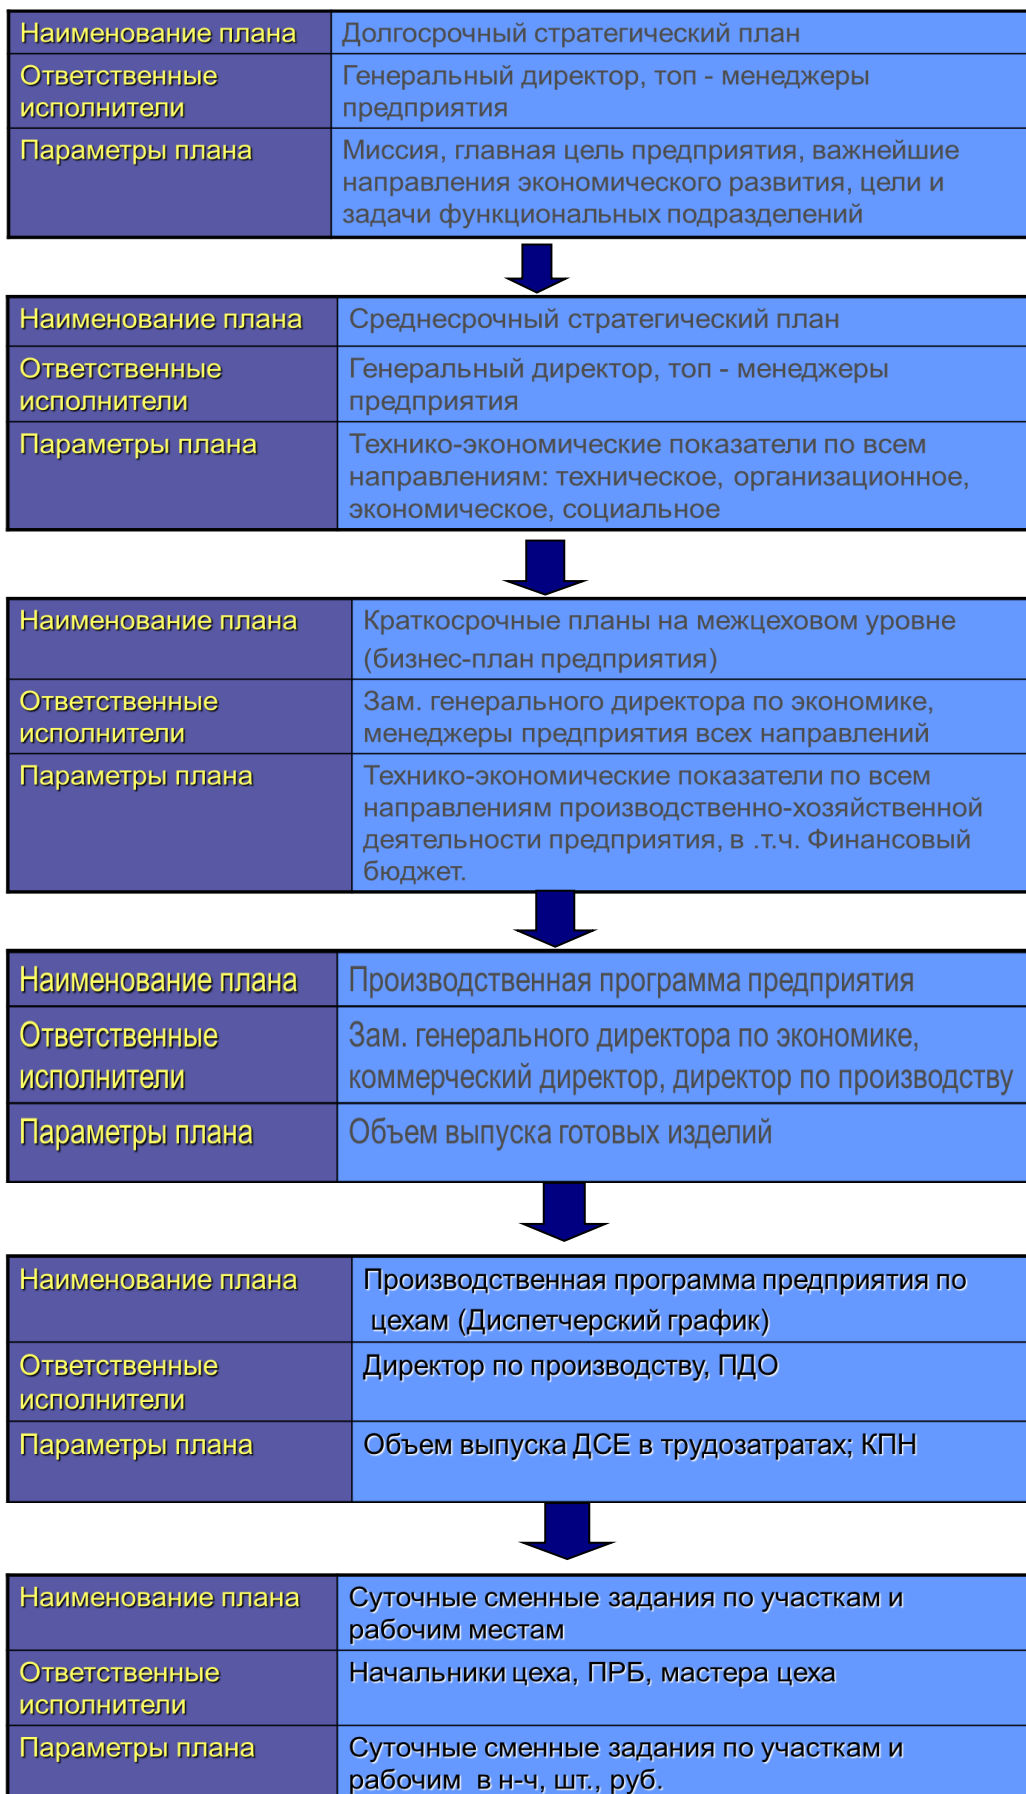 Наименование плана
Долгосрочный стратегический план
Ответственные
исполнители
Генеральный директор, топ - менеджеры
предприятия
Параметры плана
Миссия, главная цель предприятия, важнейшие
направления экономического развития, цели и
задачи функциональных подразделений
Наименование плана
Среднесрочный стратегический план
Ответственные
исполнители
Генеральный директор, топ - менеджеры
предприятия
Параметры плана
Технико-экономические показатели по всем
направлениям: техническое, организационное,
экономическое, социальное
Наименование плана
Краткосрочные планы на межцеховом уровне
(бизнес-план предприятия)
Ответственные
исполнители
Зам. генерального директора по экономике,
менеджеры предприятия всех направлений
Параметры плана
Технико-экономические показатели по всем
направлениям производственно-хозяйственной
деятельности предприятия, в .т.ч. Финансовый
бюджет.
Наименование плана
Производственная программа предприятия
Ответственные
исполнители
Зам. генерального директора по экономике,
коммерческий директор, директор по производству
Параметры плана
Объем выпуска готовых изделий
Наименование плана
Производственная программа предприятия по
цехам (Диспетчерский график)
Ответственные
исполнители
Директор по производству, ПДО
Параметры плана
Объем выпуска ДСЕ в трудозатратах; КПН
Наименование плана
Суточные сменные задания по участкам и
рабочим местам
Ответственные
исполнители
Начальники цеха, ПРБ, мастера цеха
Параметры плана
Суточные сменные задания по участкам и
рабочим в н-ч, шт., руб.